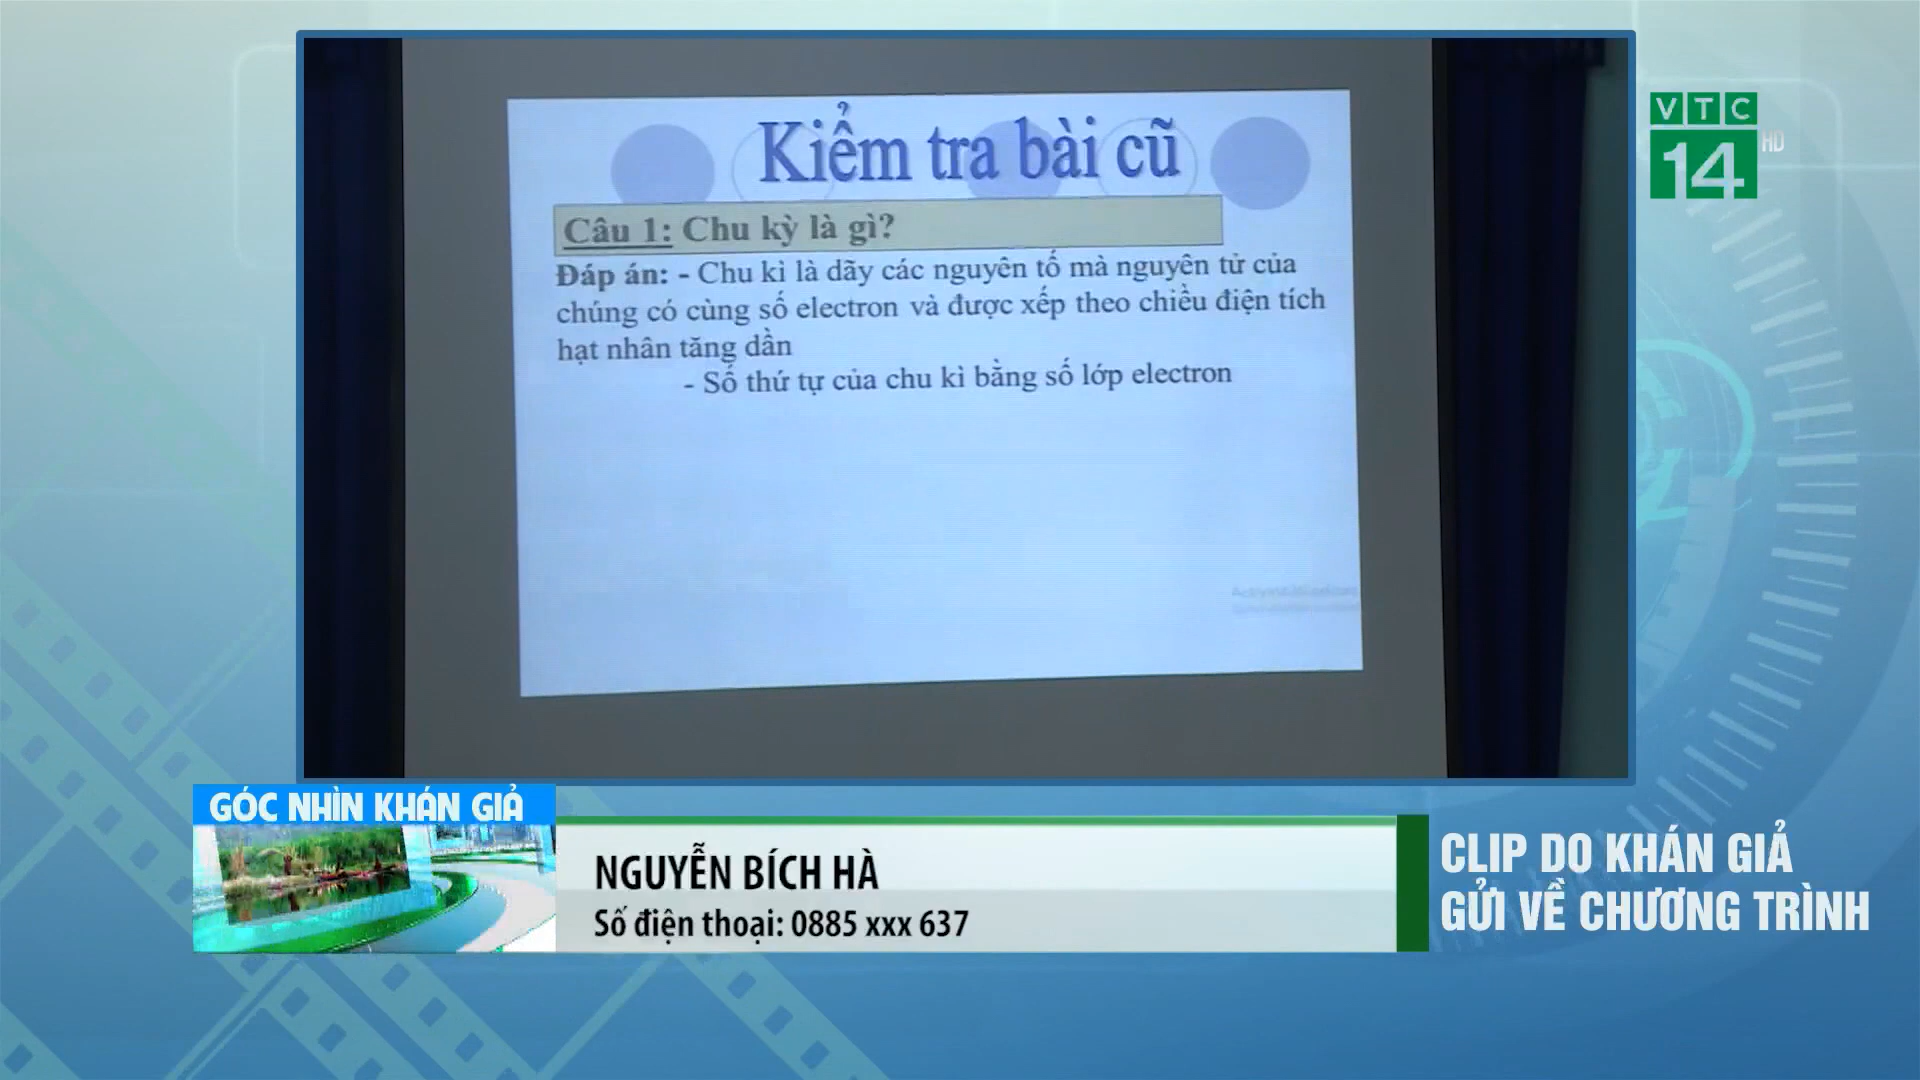 VTC
14
HD
Kiểm tra bài cũ
Câu 1: Chu kỳ là gì?
Đáp án: - Chu kì là dãy các nguyên tố mà nguyên tử của
chúng có cùng số electron và được xếp theo chiều điện tích
hạt nhân tăng dần
- Số thứ tự của chu kì bằng số lớp electron
GÓC NHÌN KHÁN GIẢ
NGUYỄN BÍCH HÀ
Số điện thoại: 0885 xxx 637
CLIP DO KHÁN GIẢ
GỬI VỀ CHƯƠNG TRÌNH